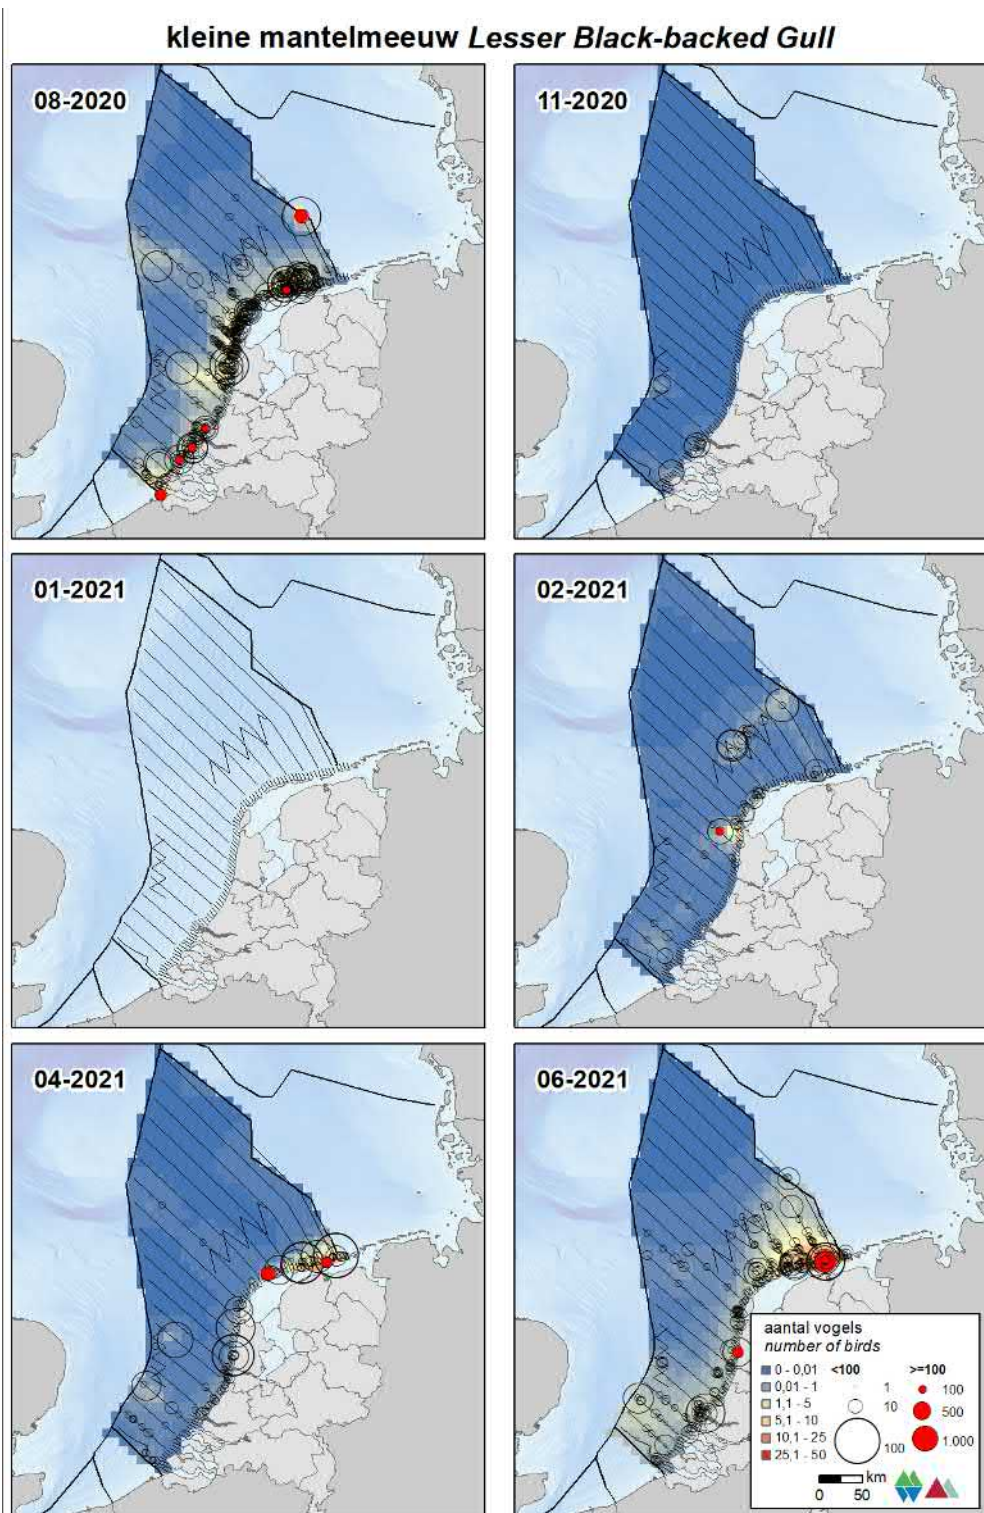 kleine mantelmeeuw Lesser Black-backed Gull
08-2020
11-2020
01-2021
02-2021
04-2021
06-2021
aantal vogels
number of birds
0 - 0,01
0,01 - 1
1,1 - 5
5,1 - 10
10,1 - 25
25,1 - 50
<100
1
10
100
>=100
100
500
1.000
km
0 50